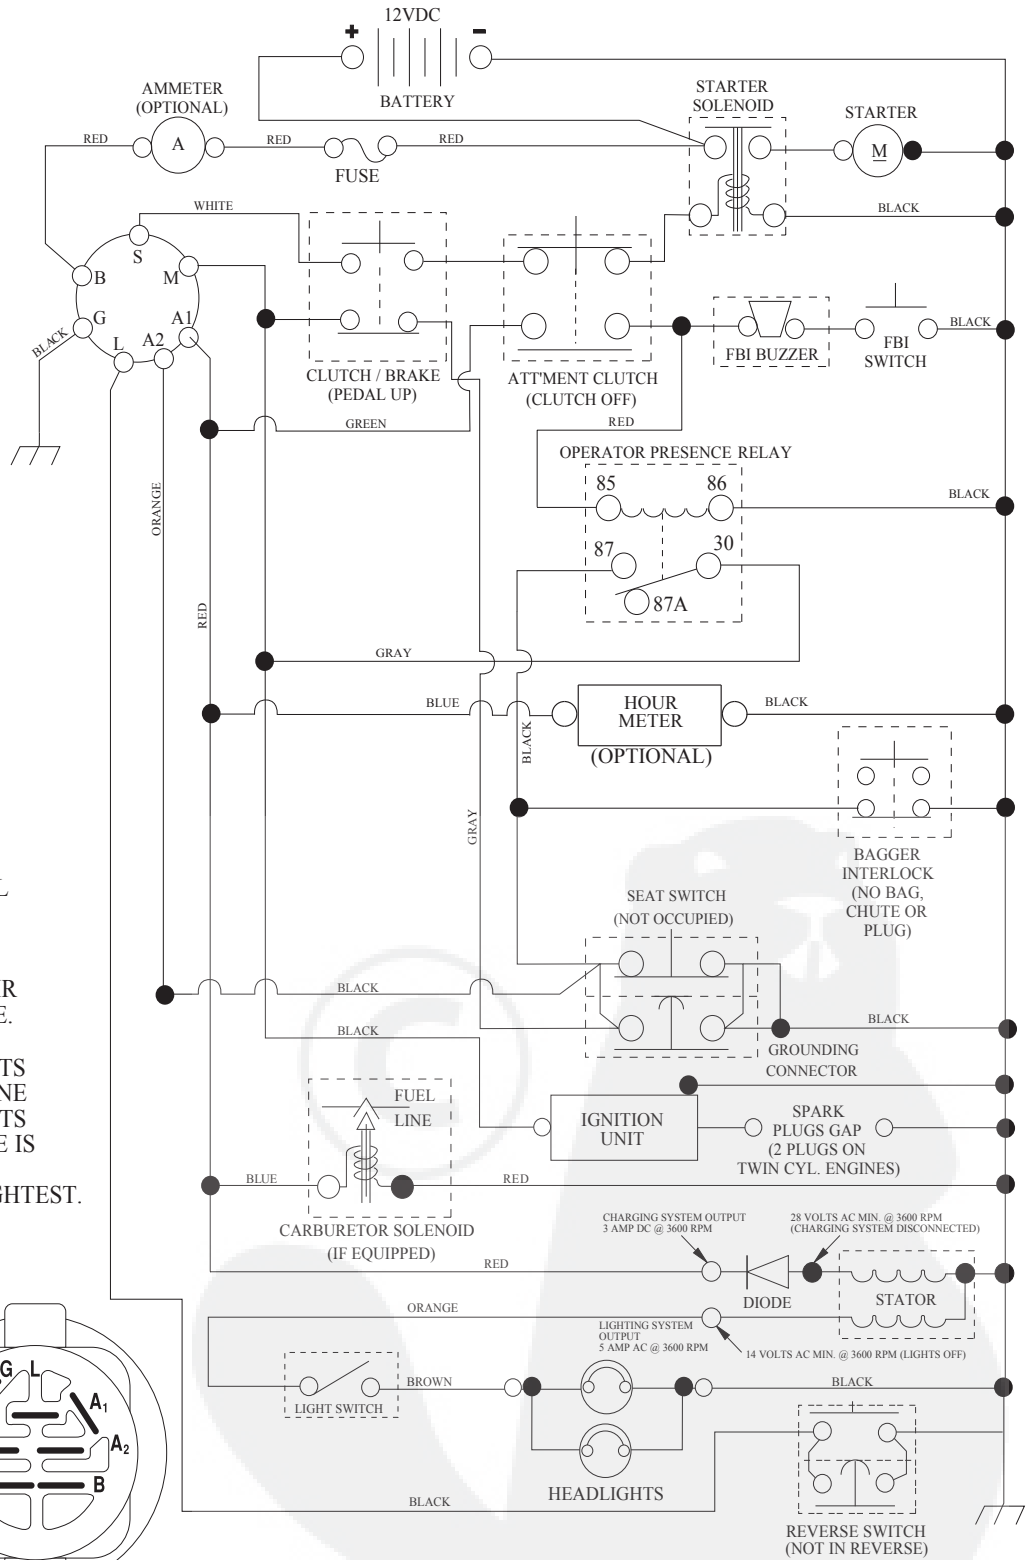 12VDC
+
-
BATTERY
AMMETER
(OPTIONAL)
STARTER
SOLENOID
STARTER
RED
A
RED
RED
M
FUSE
WHITE
BLACK
S
B
M
G
A1
L
A2
BLACK
BLACK
FBI BUZZER
FBI
SWITCH
CLUTCH / BRAKE
(PEDAL UP)
ATT'MENT CLUTCH
(CLUTCH OFF)
GREEN
RED
OPERATOR PRESENCE RELAY
85
86
BLACK
ORANGE
87
30
87A
RED
GRAY
BLUE
HOUR
METER
BLACK
(OPTIONAL)
BLACK
GRAY
BAGGER
INTERLOCK
(NO BAG,
CHUTE OR
PLUG)
L
SEAT SWITCH
(NOT OCCUPIED)
IR
E.
BLACK
BLACK
BLACK
GROUNDING
CONNECTOR
TS
NE
TS
E IS
GHTEST.
©
FUEL
LINE
IGNITION
UNIT
SPARK
PLUGS GAP
(2 PLUGS ON
TWIN CYL. ENGINES)
BLUE
RED
CARBURETOR SOLENOID
(IF EQUIPPED)
CHARGING SYSTEM OUTPUT
3 AMP DC @ 3600 RPM
28 VOLTS AC MIN. @ 3600 RPM
(CHARGING SYSTEM DISCONNECTED)
RED
DIODE
STATOR
ORANGE
LIGHTING SYSTEM
OUTPUT
5 AMP AC @ 3600 RPM
14 VOLTS AC MIN. @ 3600 RPM (LIGHTS OFF)
BROWN
BLACK
LIGHT SWITCH
G L
A1
A2
B
HEADLIGHTS
BLACK
REVERSE SWITCH
(NOT IN REVERSE)